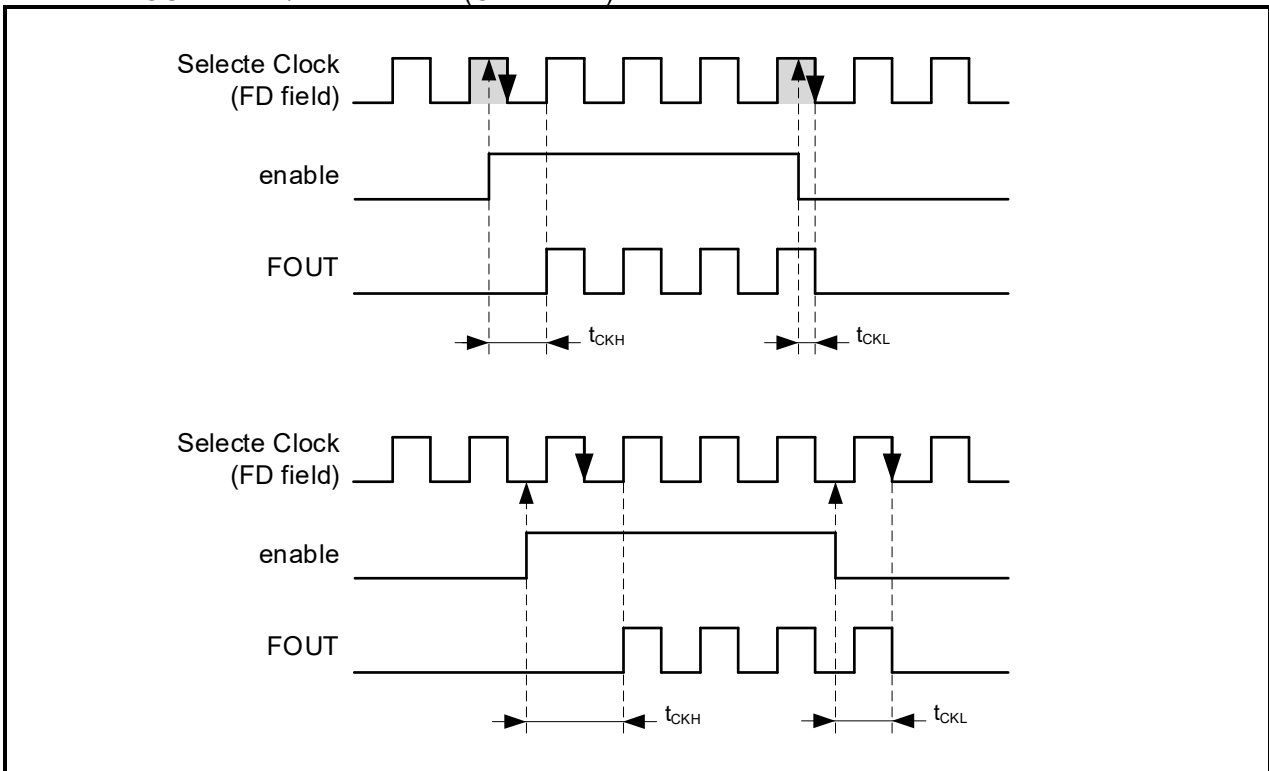 Selecte Clock
(FD field)
enable
FOUT
tCKH
tCKL
Selecte Clock
(FD field)
enable
FOUT
tCKH
tCKL